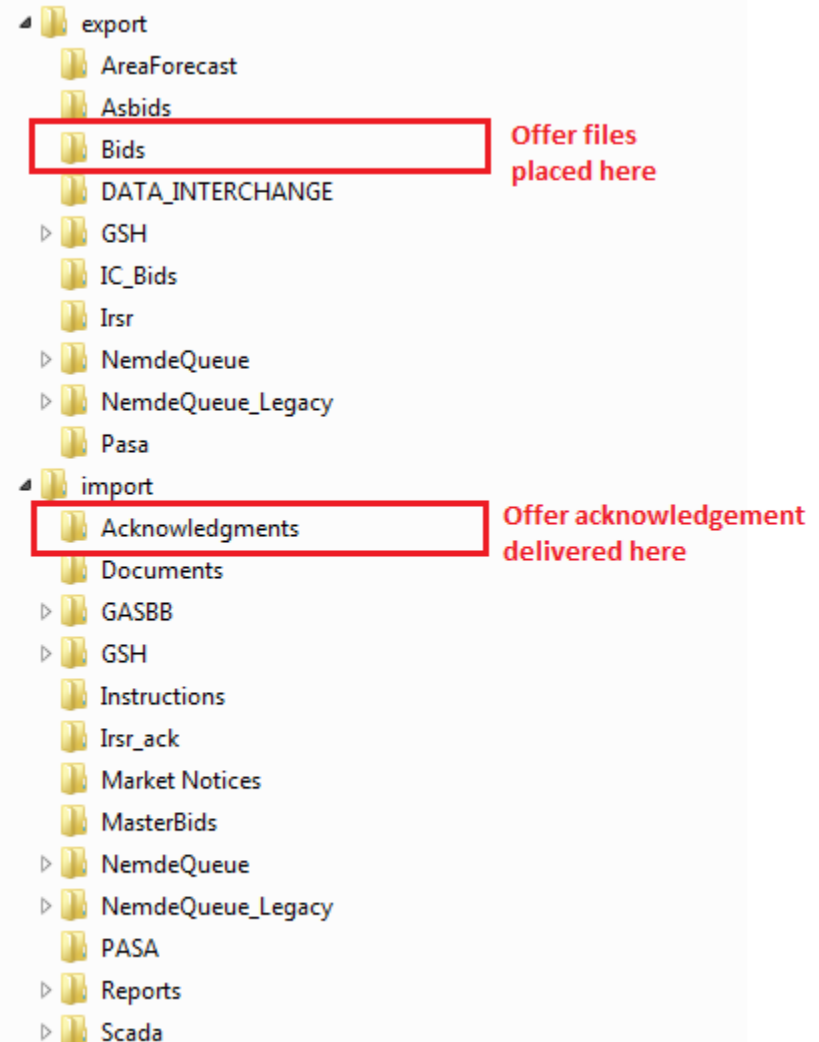 export
AreaForecast
Asbids
Bids
Offer files
placed here
DATA_INTERCHANGE
GSH
IC_Bids
Irsr
NemdeQueue
NemdeQueue_Legacy
Pasa
import
Acknowledgments
Offer acknowledgement
delivered here
Documents
GASBB
GSH
Instructions
Irsr_ack
Market Notices
MasterBids
NemdeQueue
NemdeQueue_Legacy
PASA
Reports
Scada